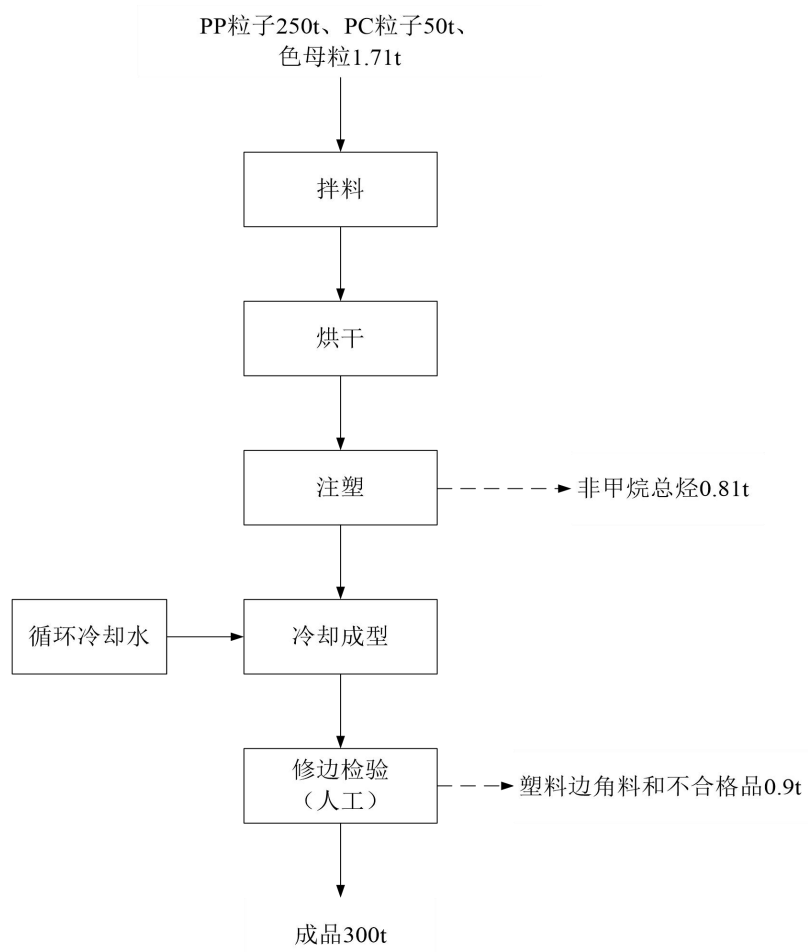 PP粒子250t、PC粒子50t、
色母粒1.71t
拌料
烘干
注塑
非甲烷总烃0.81t
循环冷却水
冷却成型
修边检验
（人工）
塑料边角料和不合格品0.9t
成品300t